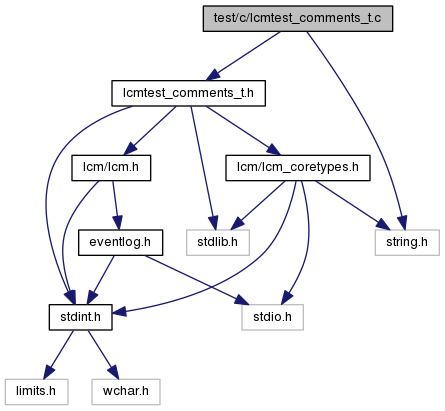 test/c/lcmtest_comments_t.c
lcmtest_comments_t.h
lcm/lcm.h
lcm/lcm_coretypes.h
eventlog.h
stdlib.h
string.h
stdint.h
stdio.h
limits.h
wchar.h